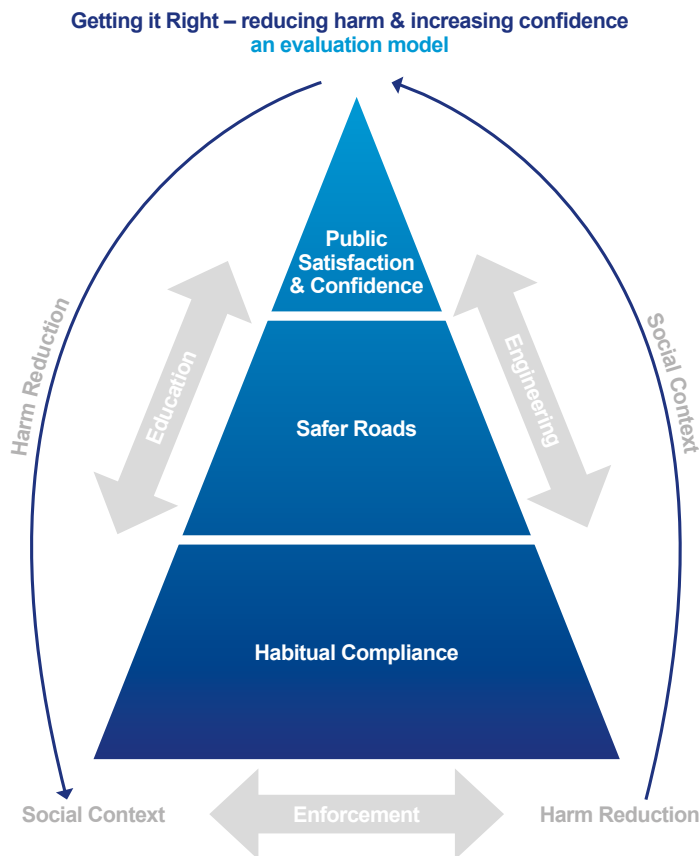 Getting it Right – reducing harm & increasing confidence
an evaluation model
Public
Satisfaction
& Confidence
Harm Reduction
Education
Engineering
Social Context
Safer Roads
Habitual Compliance
Social Context
Enforcement
Harm Reduction